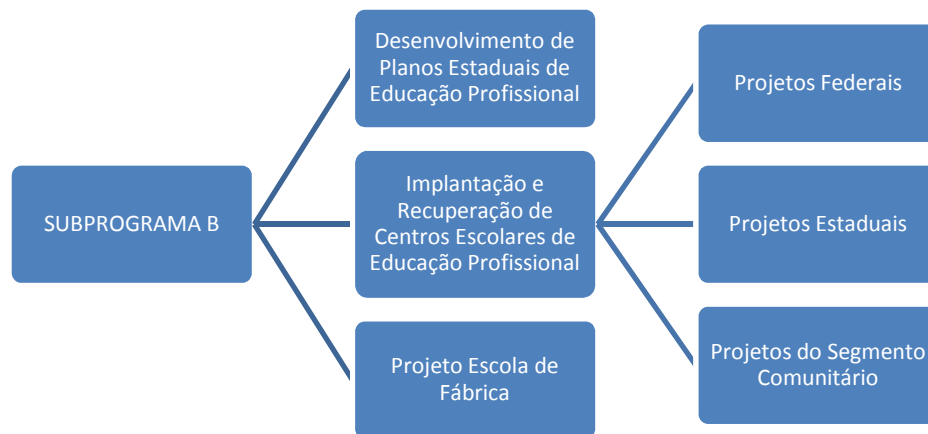 SUBPROGRAMA B
Desenvolvimento de
Planos Estaduais de
Educação Profissional
Implantação e
Recuperação de
Centros Escolares de
Educação Profissional
Projeto Escola de
Fábrica
Projetos Federais
Projetos Estaduais
Projetos do Segmento
Comunitário